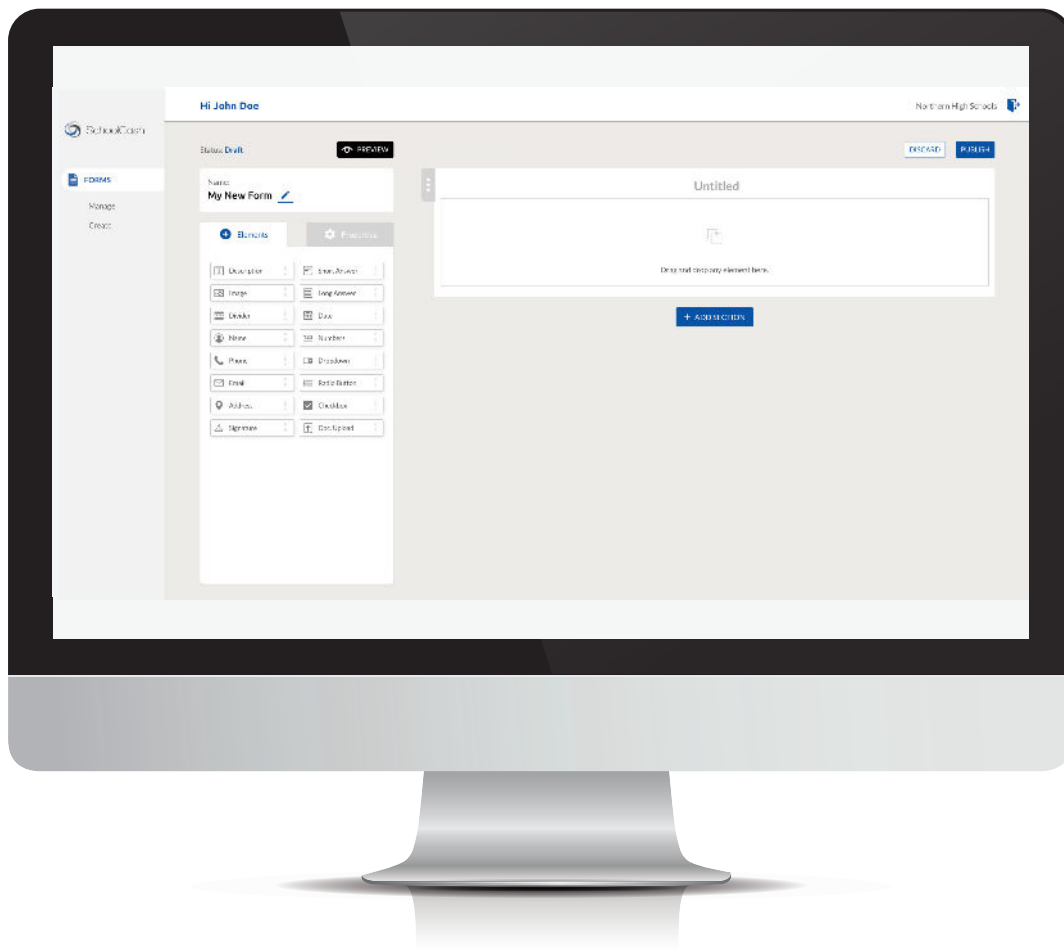 Hi John Doe
Northern High Schools
SchoolCash
Status: Draft
PREVIEW
DISCARD
PUBLISH
FORMS
Manage
Create
Name:
My New Form
Untitled
Elements
Properties
Drag and drop any element here.
Description
Short Answer
Image
Long Answer
Divider
Date
Name
Numbers
Phone
Dropdown
Email
Radio Button
Address
Checkbox
Signature
Doc. Upload
+ ADD SECTION